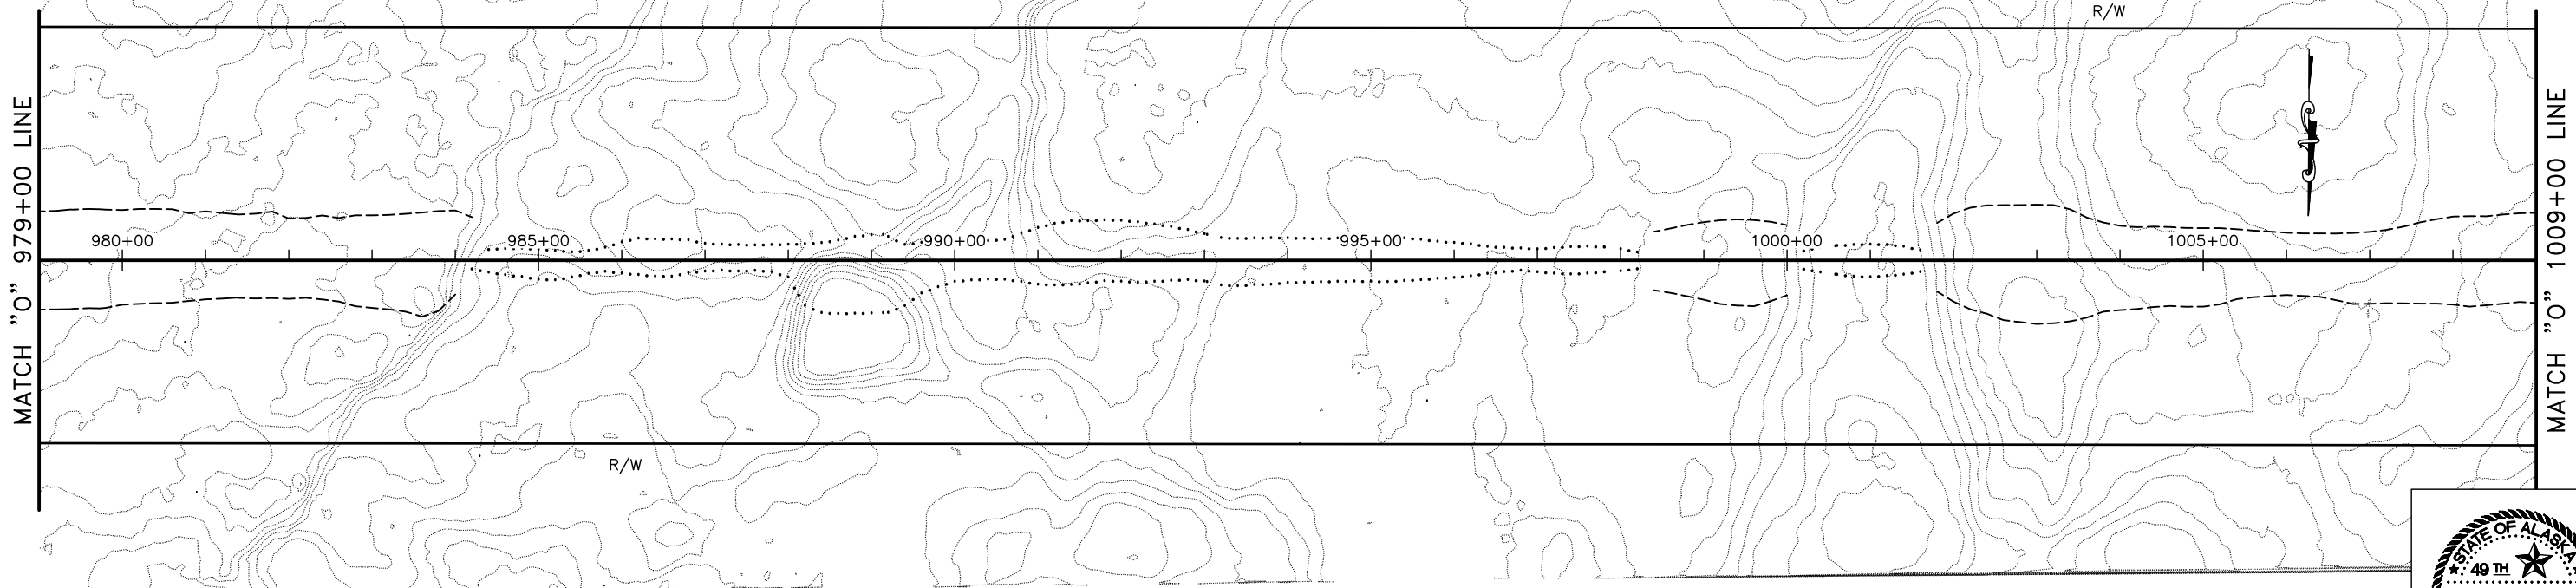 R/W
MATCH "O" 979+00 LINE
980+00 985+00 990+00 995+00 1000+00 1005+00
MATCH "O" 1009+00 LINE
R/W
STATE OF ALASKA
49 TH